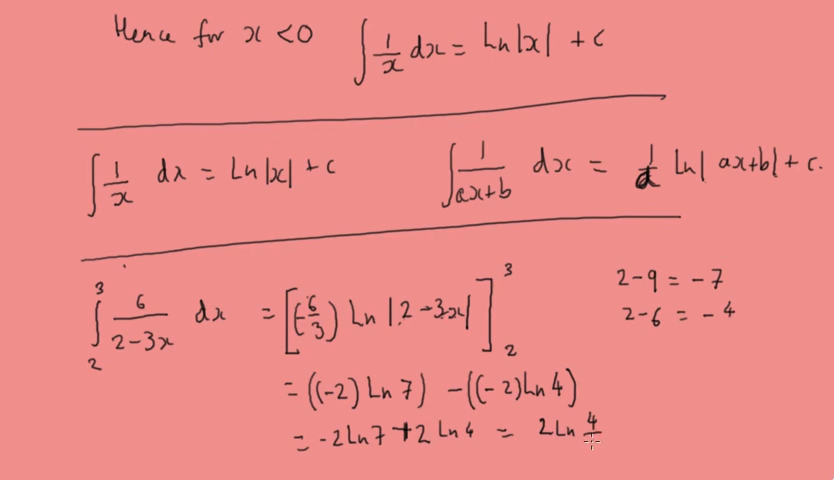 Hence for x < 0 ∫ 1/x dx = Ln |x| + c
∫ 1/x dx = Ln |x| + c ∫ 1/(ax+b) dx = 1/a Ln | ax+b | + c.
∫₂³ 6/(2-3x) dx = [(-6/3) Ln | 2 - 3x |]₂³ 2-9 = -7
2-6 = -4
= ((-2) Ln 7) - ((-2) Ln 4)
= -2Ln7 + 2 Ln 4 = 2 Ln 4/